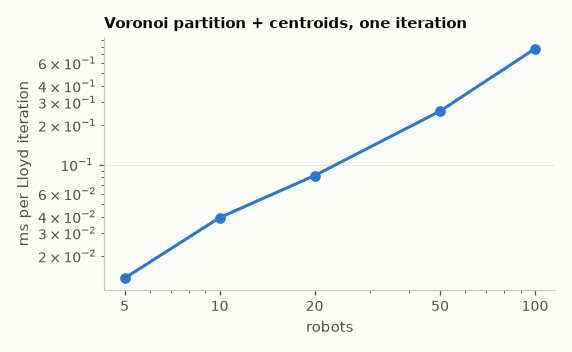 Voronoi partition + centroids, one iteration
ms per Lloyd iteration
6 × 10⁻¹
4 × 10⁻¹
3 × 10⁻¹
2 × 10⁻¹
10⁻¹
6 × 10⁻²
4 × 10⁻²
3 × 10⁻²
2 × 10⁻²
5 10 20 50 100
robots